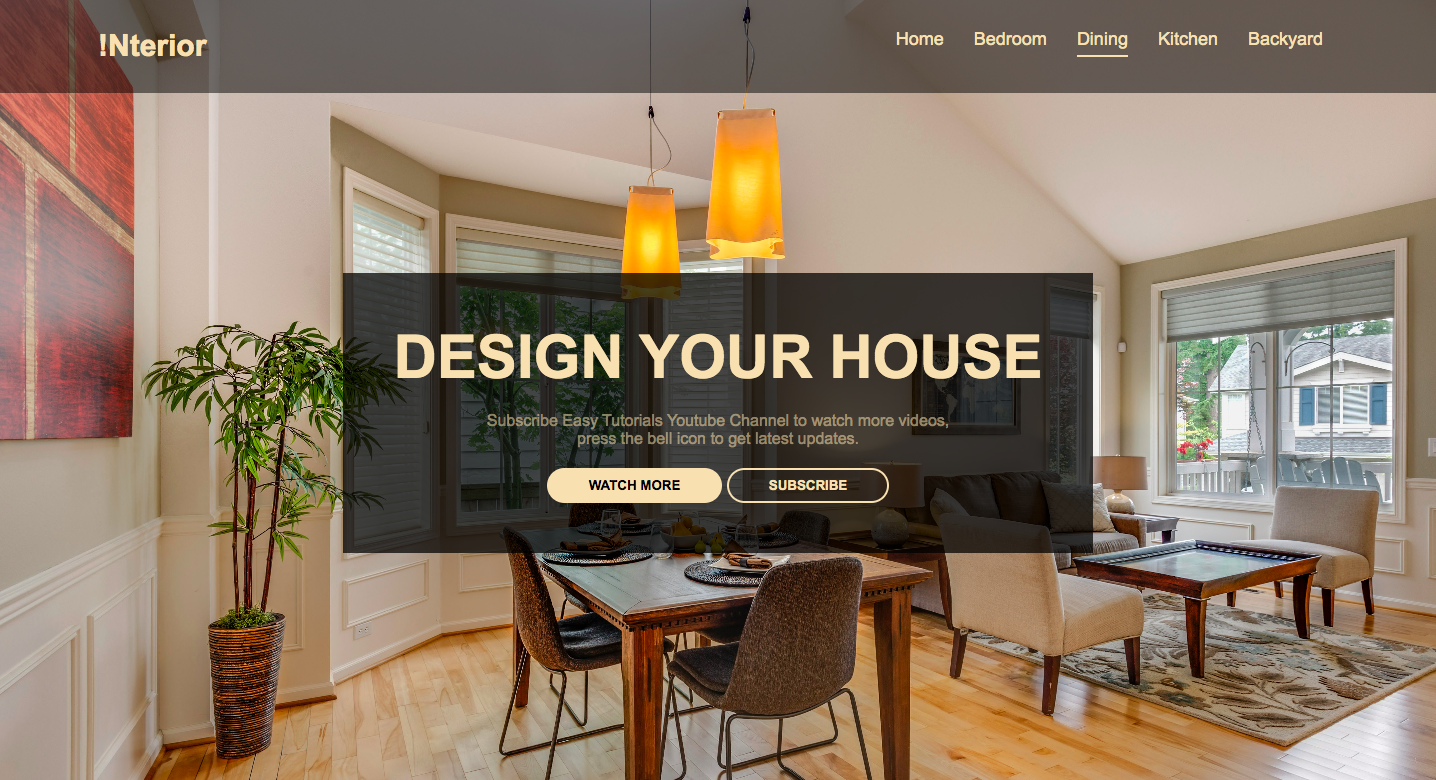 !Nterior
Home Bedroom Dining Kitchen Backyard
DESIGN YOUR HOUSE
Subscribe Easy Tutorials Youtube Channel to watch more videos,
press the bell icon to get latest updates.
WATCH MORE SUBSCRIBE